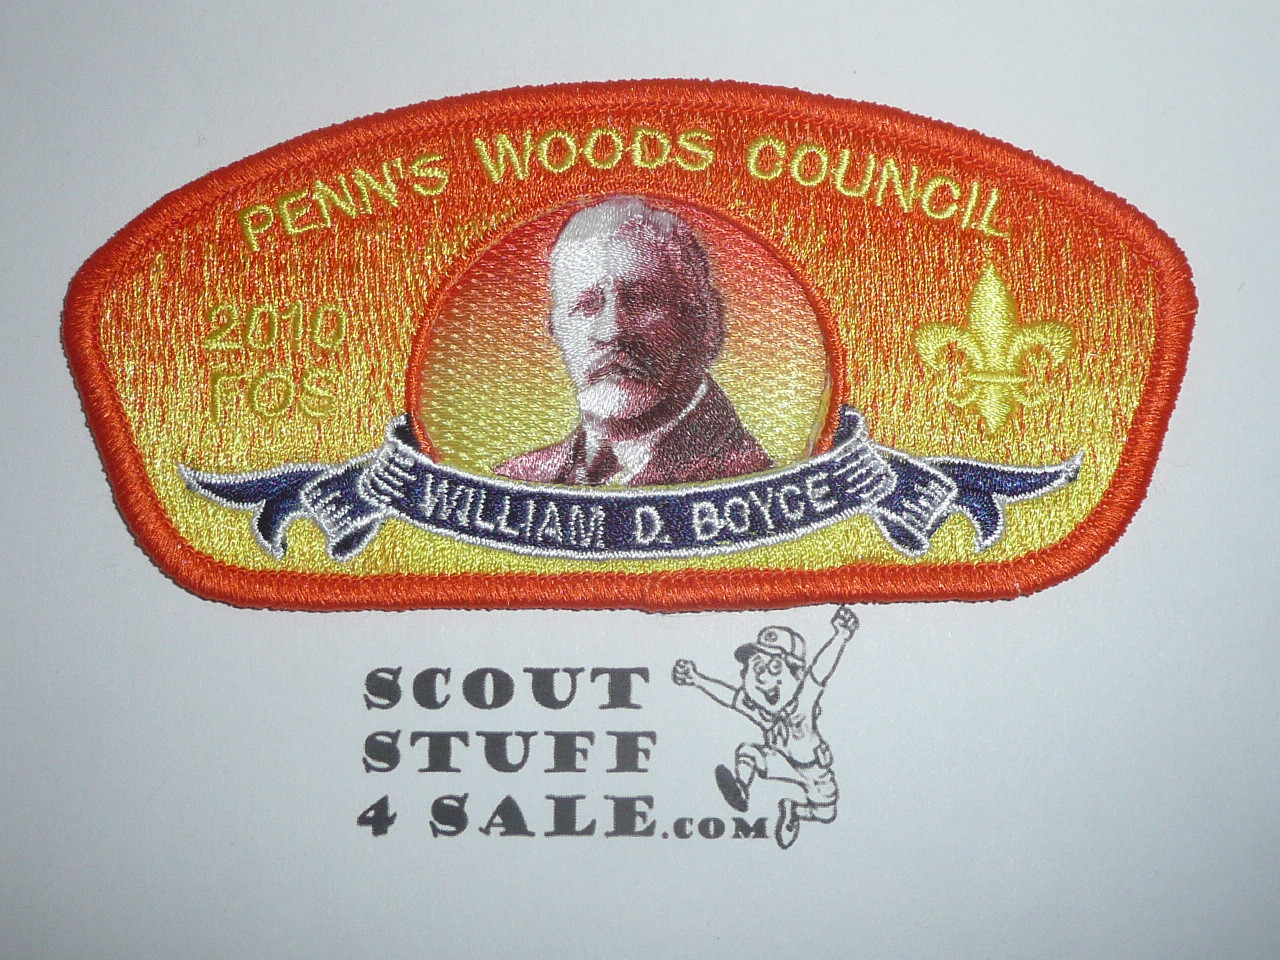 PENN'S WOODS COUNCIL
2010
FOS
WILLIAM D. BOYCE
SCOUT
STUFF
4 SALE.COM